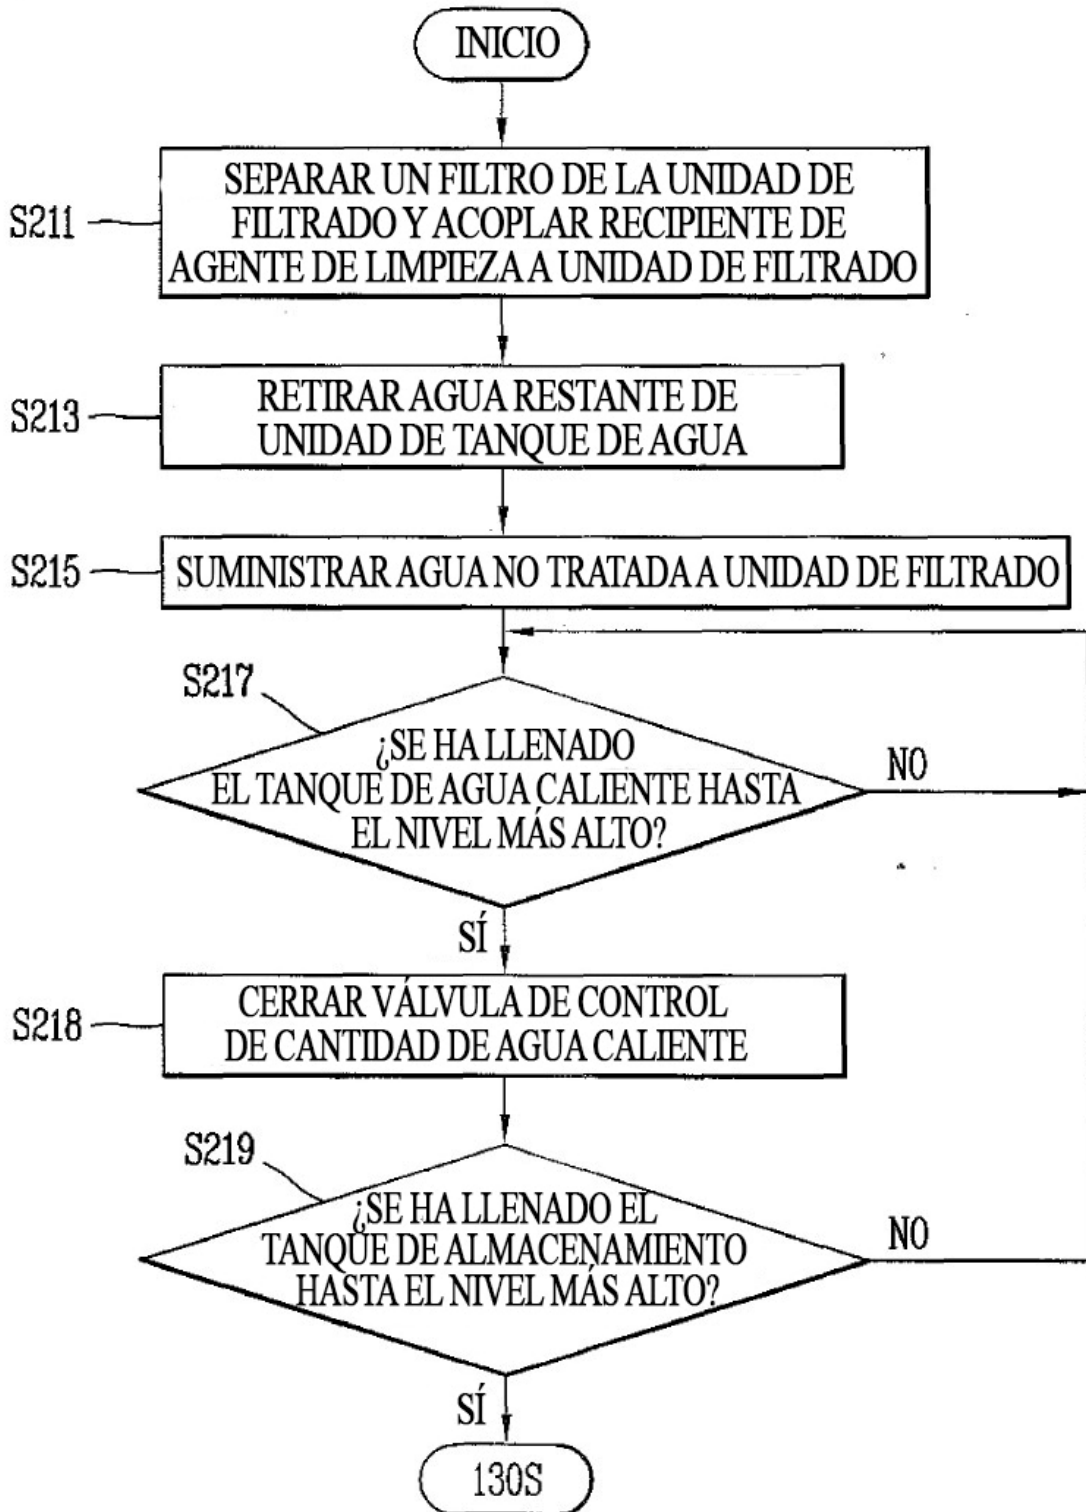 INICIO
S211
SEPARAR UN FILTRO DE LA UNIDAD DE
FILTRADO Y ACOPLAR RECIPIENTE DE
AGENTE DE LIMPIEZA A UNIDAD DE FILTRADO
S213
RETIRAR AGUA RESTANTE DE
UNIDAD DE TANQUE DE AGUA
S215
SUMINISTRAR AGUA NO TRATADA A UNIDAD DE FILTRADO
S217
¿SE HA LLENADO
EL TANQUE DE AGUA CALIENTE HASTA
EL NIVEL MÁS ALTO?
NO
SÍ
S218
CERRAR VÁLVULA DE CONTROL
DE CANTIDAD DE AGUA CALIENTE
S219
¿SE HA LLENADO EL
TANQUE DE ALMACENAMIENTO
HASTA EL NIVEL MÁS ALTO?
NO
SÍ
130S